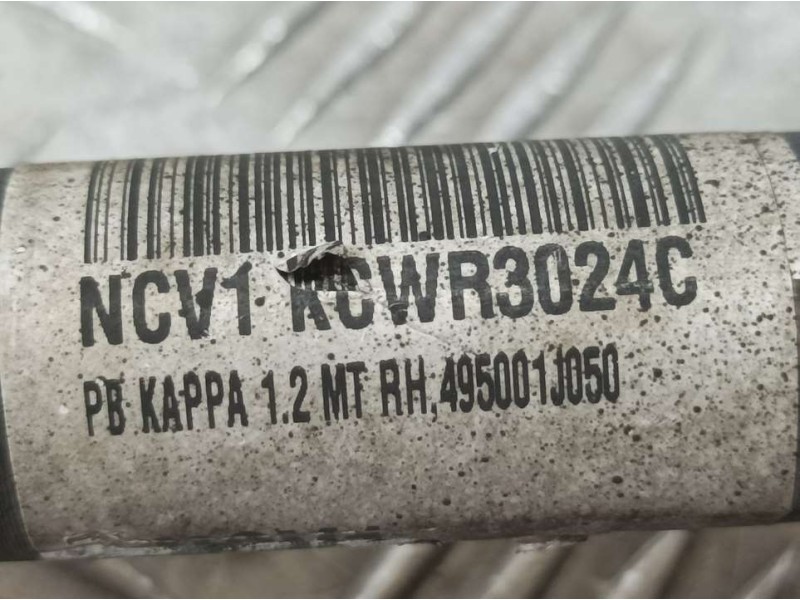 NCV1 KCWR3024C
PB KAPPA 1.2 MT RH,495001J050